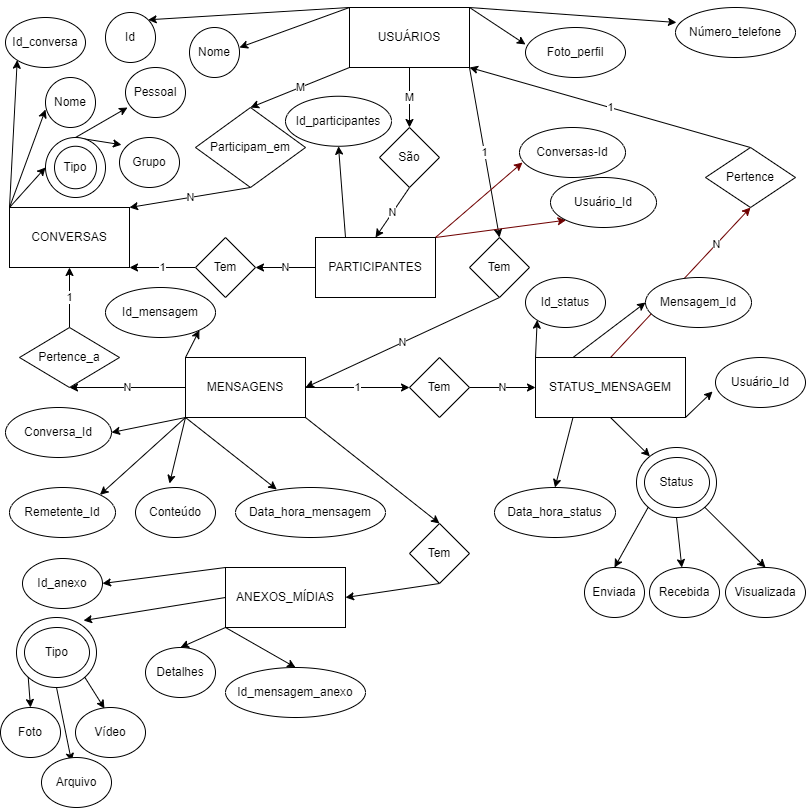 USUÁRIOS
Id_conversa
Id
Nome
Foto_perfil
Número_telefone
Nome
Pessoal
M
M
1
Id_participantes
Participam_em
São
1
Conversas-Id
Tipo
Grupo
Pertence
N
Usuário_Id
N
CONVERSAS
N
PARTICIPANTES
1
Tem
N
Tem
1
Id_mensagem
Id_status
Mensagem_Id
Pertence_a
N
N
MENSAGENS
1
Tem
N
STATUS_MENSAGEM
Usuário_Id
Conversa_Id
Remetente_Id
Conteúdo
Data_hora_mensagem
Data_hora_status
Status
Tem
Id_anexo
ANEXOS_MÍDIAS
Enviada
Recebida
Visualizada
Tipo
Detalhes
Id_mensagem_anexo
Foto
Vídeo
Arquivo